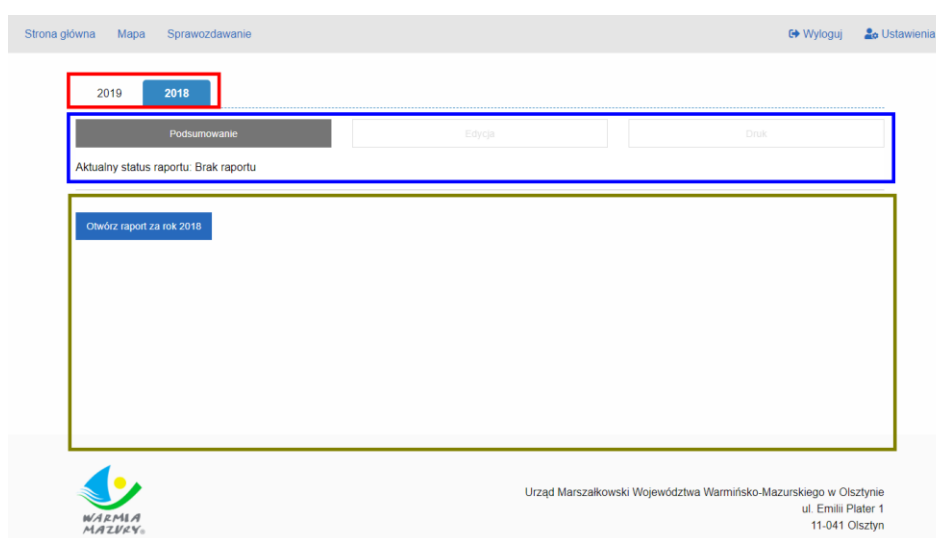 Strona główna Mapa Sprawozdawanie Wyloguj Ustawienia
2019 2018
Podsumowanie Edycja Druk
Aktualny status raportu: Brak raportu
Otwórz raport za rok 2018
Urząd Marszałkowski Województwa Warmińsko-Mazurskiego w Olsztynie
ul. Emilii Plater 1
11-041 Olsztyn
WARMIA
MAZURY